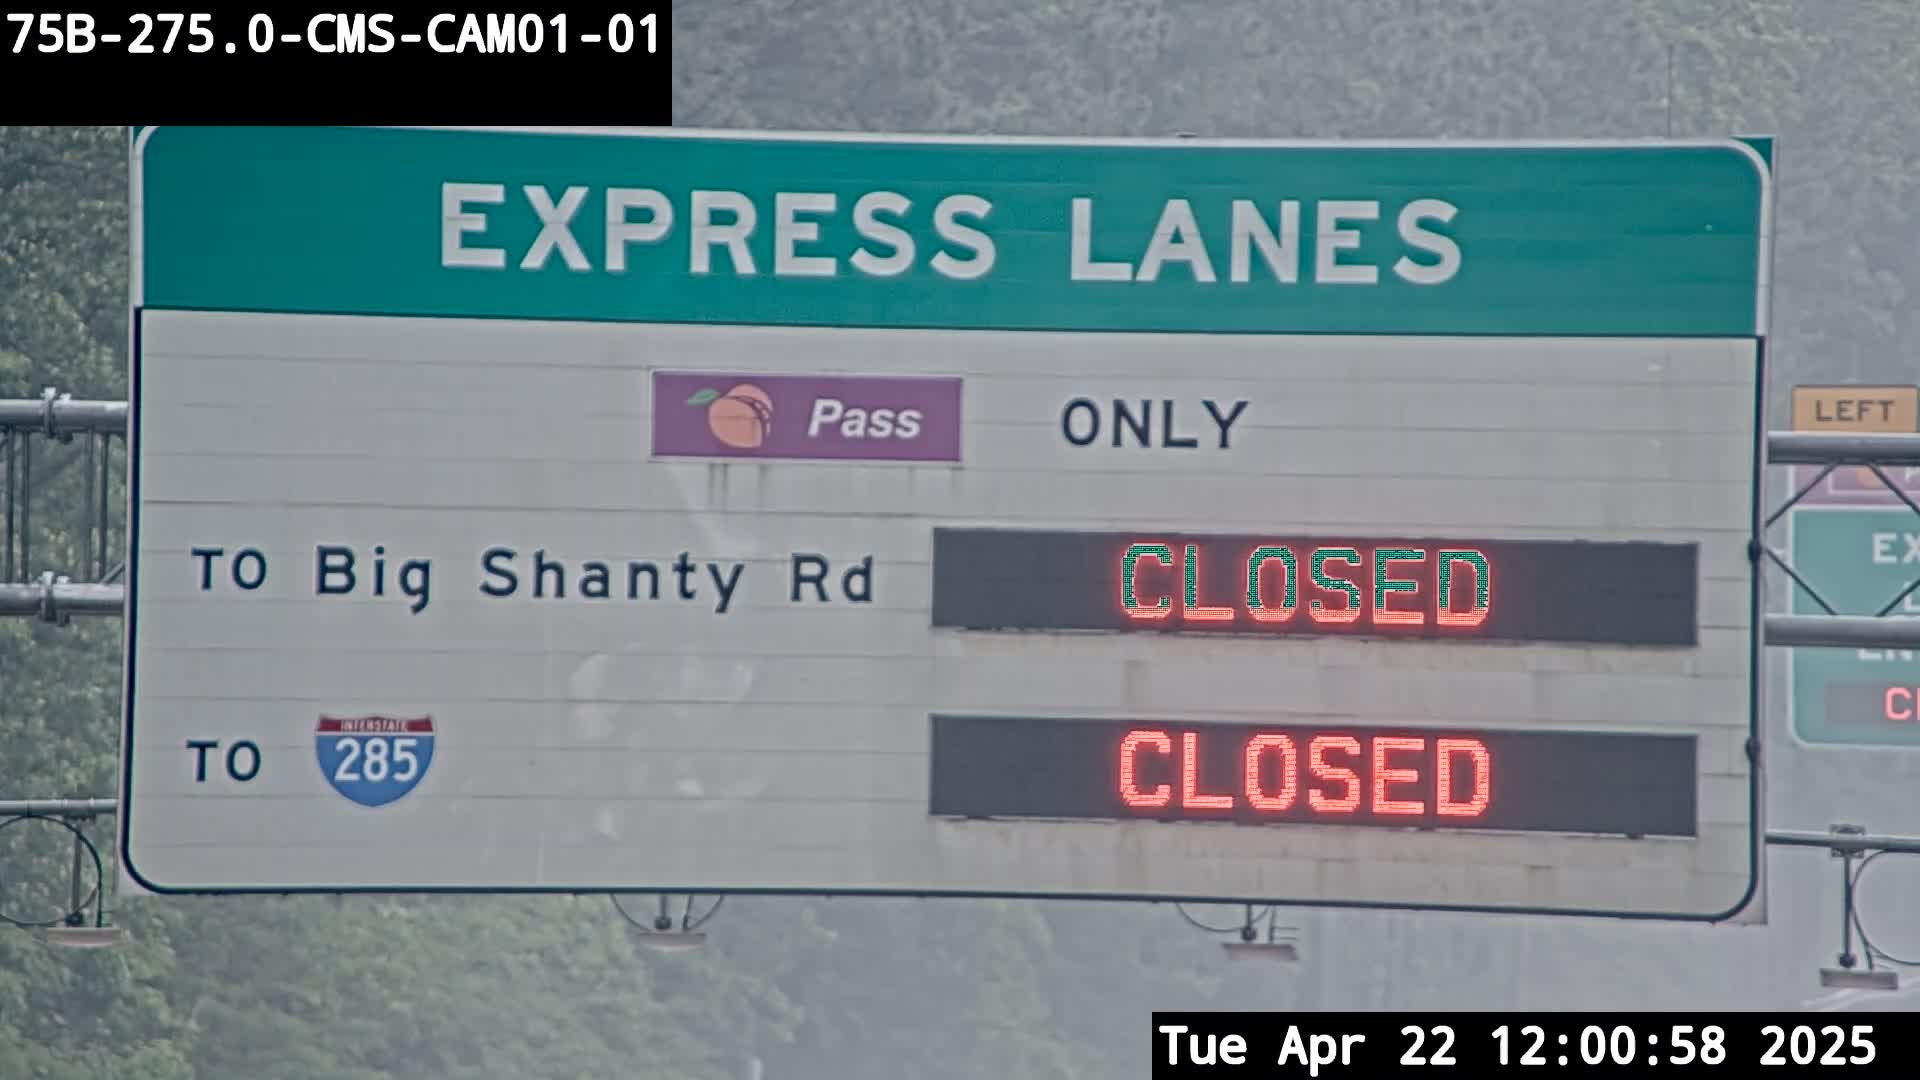 75B-275.0-CMS-CAM01-01
EXPRESS LANES
Pass ONLY
LEFT
TO Big Shanty Rd CLOSED
TO INTERSTATE 285 CLOSED
Tue Apr 22 12:00:58 2025